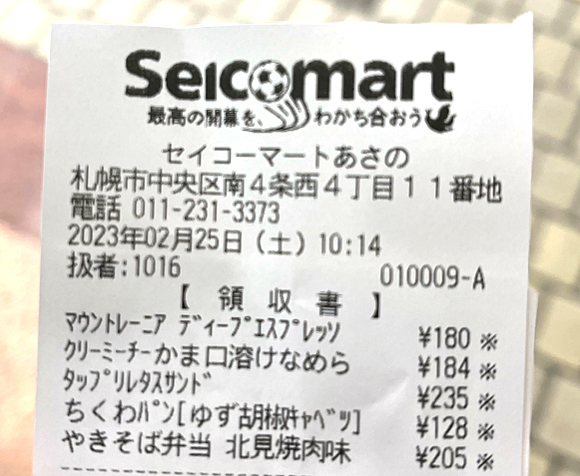 Seicomart
最高の開幕を、わかち合おう
セイコーマートあさの
札幌市中央区南4条西4丁目11番地
電話 011-231-3373
2023年02月25日（土）10:14
扱者:1016 010009-A
【 領 収 書 】
ﾏｳﾝﾄﾚｰﾆｱ ﾃﾞｨｰﾌﾟｴｽﾌﾟﾚｯｿ ¥180 ※
ｸﾘｰﾐｰﾁｰかま口溶けなめら ¥184 ※
ﾀｯﾌﾟﾘﾚﾀｽｻﾝﾄﾞ ¥235 ※
ちくわﾊﾟﾝ[ゆず胡椒ｷｬﾍﾞﾂ] ¥128 ※
やきそば弁当 北見焼肉味 ¥205 ※